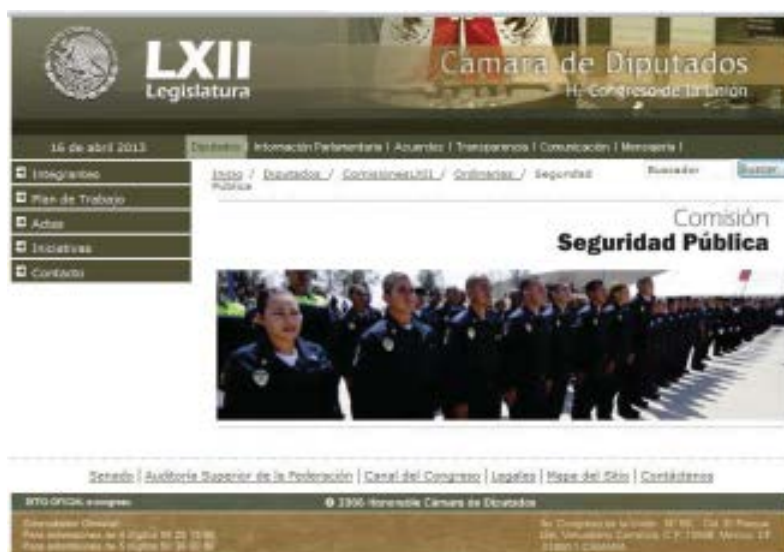 LXII
Legislatura
Cámara de Diputados
H. Congreso de la Unión
16 de abril 2013
Diputados | Información Parlamentaria | Acuerdos | Transparencia | Comunicación | Mensajería |
Integrantes
Plan de Trabajo
Actas
Iniciativas
Contacto
Inicio / Diputados / ComisionesLXII / Ordinarias / Seguridad Pública
Buscador
Buscar
Comisión
Seguridad Pública
Senado | Auditoría Superior de la Federación | Canal del Congreso | Legales | Mapa del Sitio | Contáctenos
SITIO OFICIAL
© 2006 Honorable Cámara de Diputados
Conmutador General